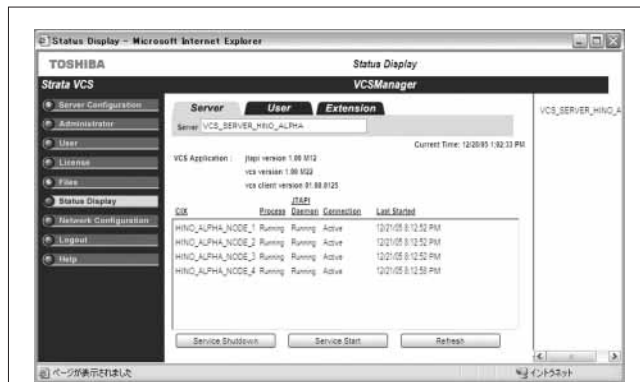 Status Display - Microsoft Internet Explorer
TOSHIBA Status Display
Strata VCS VCSManager
Server Configuration
Administrator
User
License
Files
Status Display
Network Configuration
Logout
Help
Server User Extension
Server VCS_SERVER_HINO_ALPHA
VCS_SERVER_HINO_A
Current Time: 12/20/05 1:02:33 PM
VCS Application : jtapi version 1.00 M12
vcs version 1.00 M22
vcs client version 01.00.0125
CIX Process JTAPI Daemon Connection Last Started
HINO_ALPHA_NODE_1 Running Running Active 12/21/05 8:12:52 PM
HINO_ALPHA_NODE_2 Running Running Active 12/21/05 8:12:52 PM
HINO_ALPHA_NODE_3 Running Running Active 12/21/05 8:12:52 PM
HINO_ALPHA_NODE_4 Running Running Active 12/21/05 8:12:58 PM
Service Shutdown Service Start Refresh
ページが表示されました イントラネット